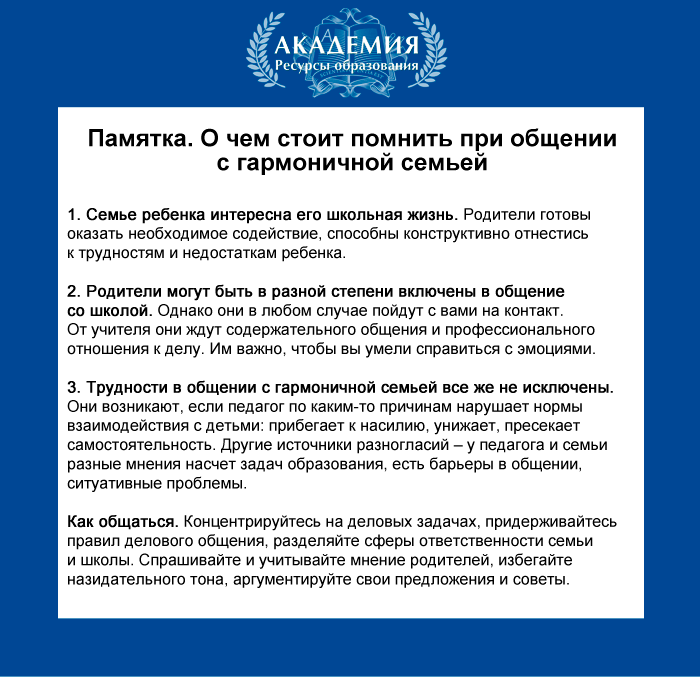 АКАДЕМИЯ
Ресурсы образования
Памятка. О чем стоит помнить при общении
с гармоничной семьей
1. Семье ребенка интересна его школьная жизнь. Родители готовы
оказать необходимое содействие, способны конструктивно отнестись
к трудностям и недостаткам ребенка.
2. Родители могут быть в разной степени включены в общение
со школой. Однако они в любом случае пойдут с вами на контакт.
От учителя они ждут содержательного общения и профессионального
отношения к делу. Им важно, чтобы вы умели справиться с эмоциями.
3. Трудности в общении с гармоничной семьей все же не исключены.
Они возникают, если педагог по каким-то причинам нарушает нормы
взаимодействия с детьми: прибегает к насилию, унижает, пресекает
самостоятельность. Другие источники разногласий – у педагога и семьи
разные мнения насчет задач образования, есть барьеры в общении,
ситуативные проблемы.
Как общаться. Концентрируйтесь на деловых задачах, придерживайтесь
правил делового общения, разделяйте сферы ответственности семьи
и школы. Спрашивайте и учитывайте мнение родителей, избегайте
назидательного тона, аргументируйте свои предложения и советы.